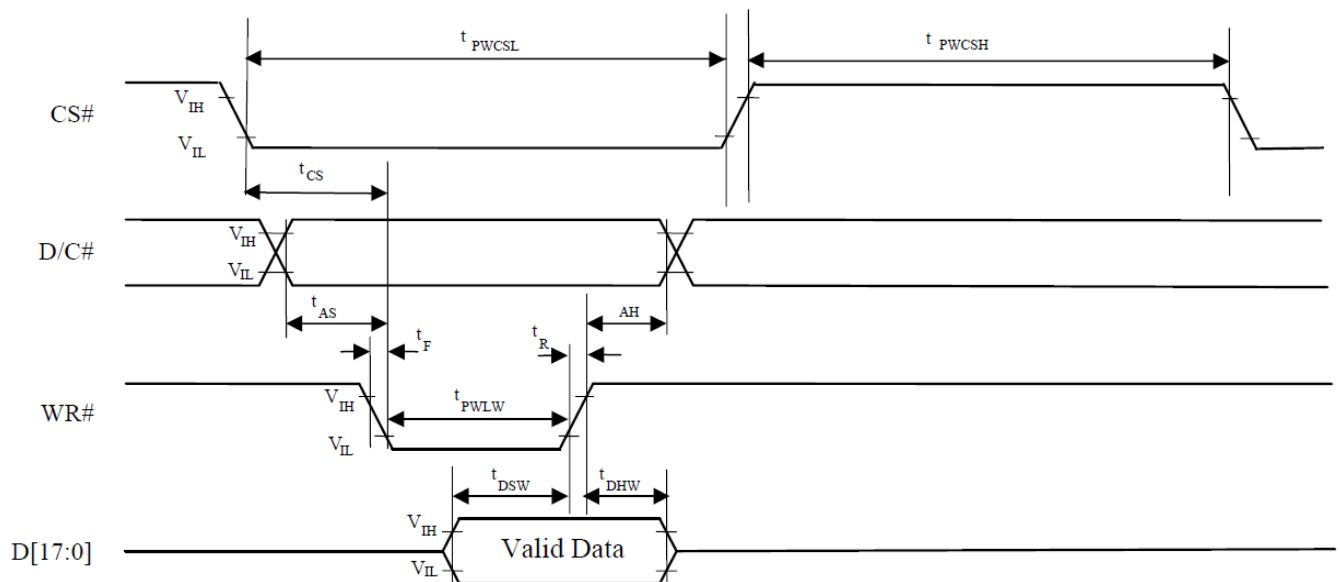 t PWCSL
t PWCSH
CS#
VIH
VIL
tCS
D/C#
VIH
VIL
tAS
AH
tF
tR
WR#
VIH
tPWLW
VIL
tDSW
tDHW
D[17:0]
VIH
Valid Data
VIL